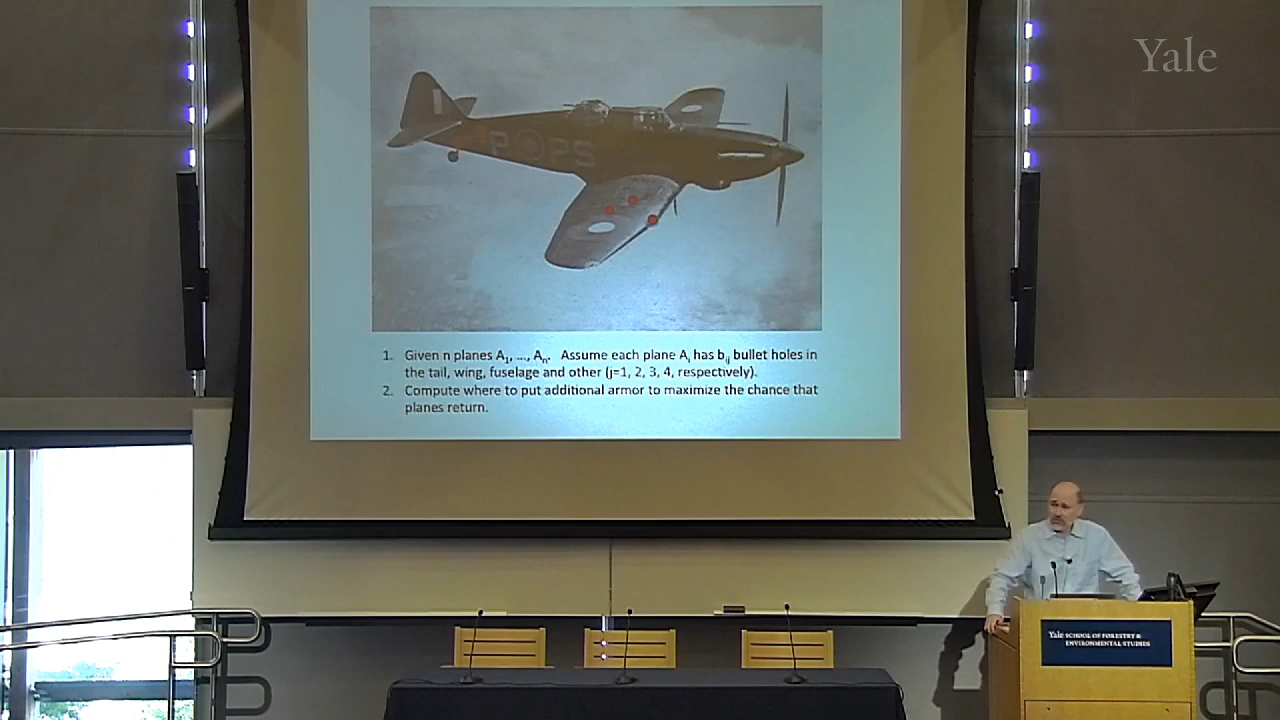 Yale
P PS
1. Given n planes A1, ..., An. Assume each plane Ai has bij bullet holes in
the tail, wing, fuselage and other (j=1, 2, 3, 4, respectively).
2. Compute where to put additional armor to maximize the chance that
planes return.
Yale SCHOOL OF FORESTRY &
ENVIRONMENTAL STUDIES